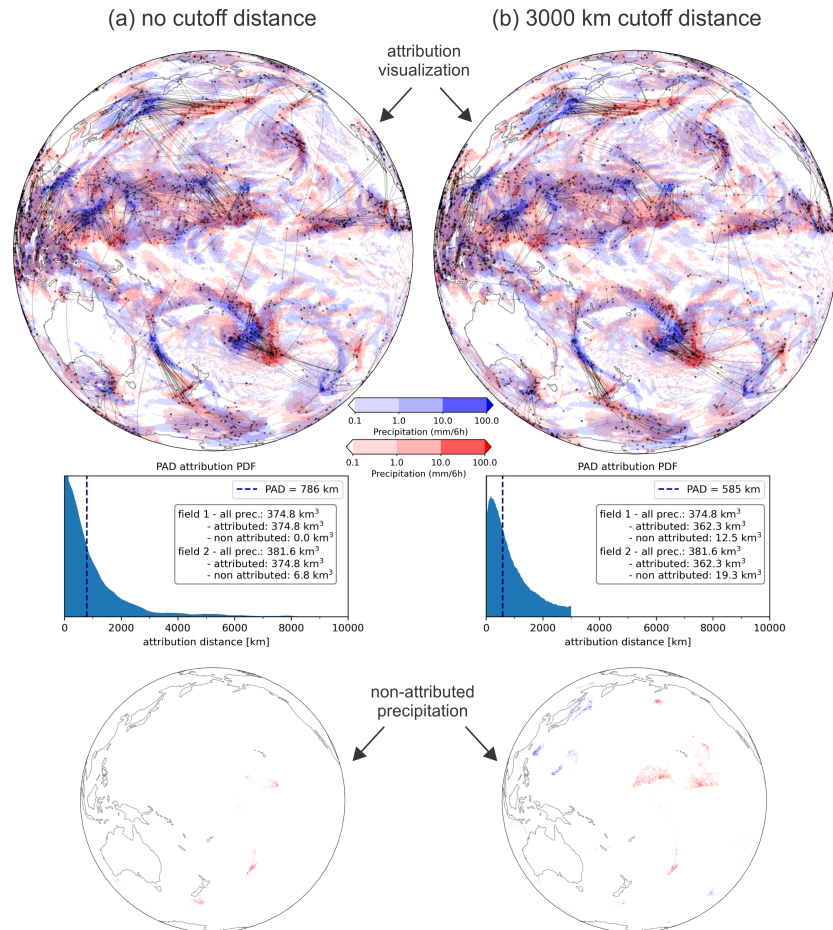 (a) no cutoff distance
(b) 3000 km cutoff distance
attribution
visualization
0.1 1.0 10.0 100.0
Precipitation (mm/6h)
0.1 1.0 10.0 100.0
Precipitation (mm/6h)
PAD attribution PDF
PAD = 786 km
field 1 - all prec.: 374.8 km³
- attributed: 374.8 km³
- non attributed: 0.0 km³
field 2 - all prec.: 381.6 km³
- attributed: 374.8 km³
- non attributed: 6.8 km³
0 2000 4000 6000 8000 10000
attribution distance [km]
PAD attribution PDF
PAD = 585 km
field 1 - all prec.: 374.8 km³
- attributed: 362.3 km³
- non attributed: 12.5 km³
field 2 - all prec.: 381.6 km³
- attributed: 362.3 km³
- non attributed: 19.3 km³
0 2000 4000 6000 8000 10000
attribution distance [km]
non-attributed
precipitation